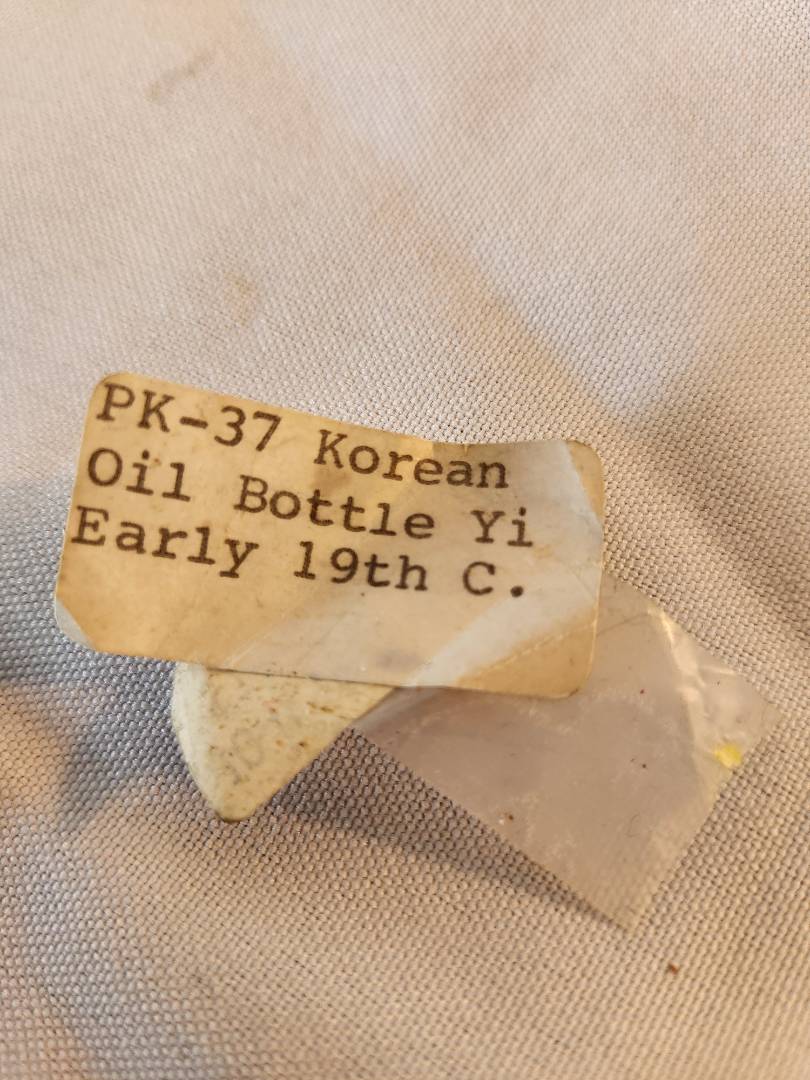 PK-37 Korean
Oil Bottle Yi
Early 19th C.